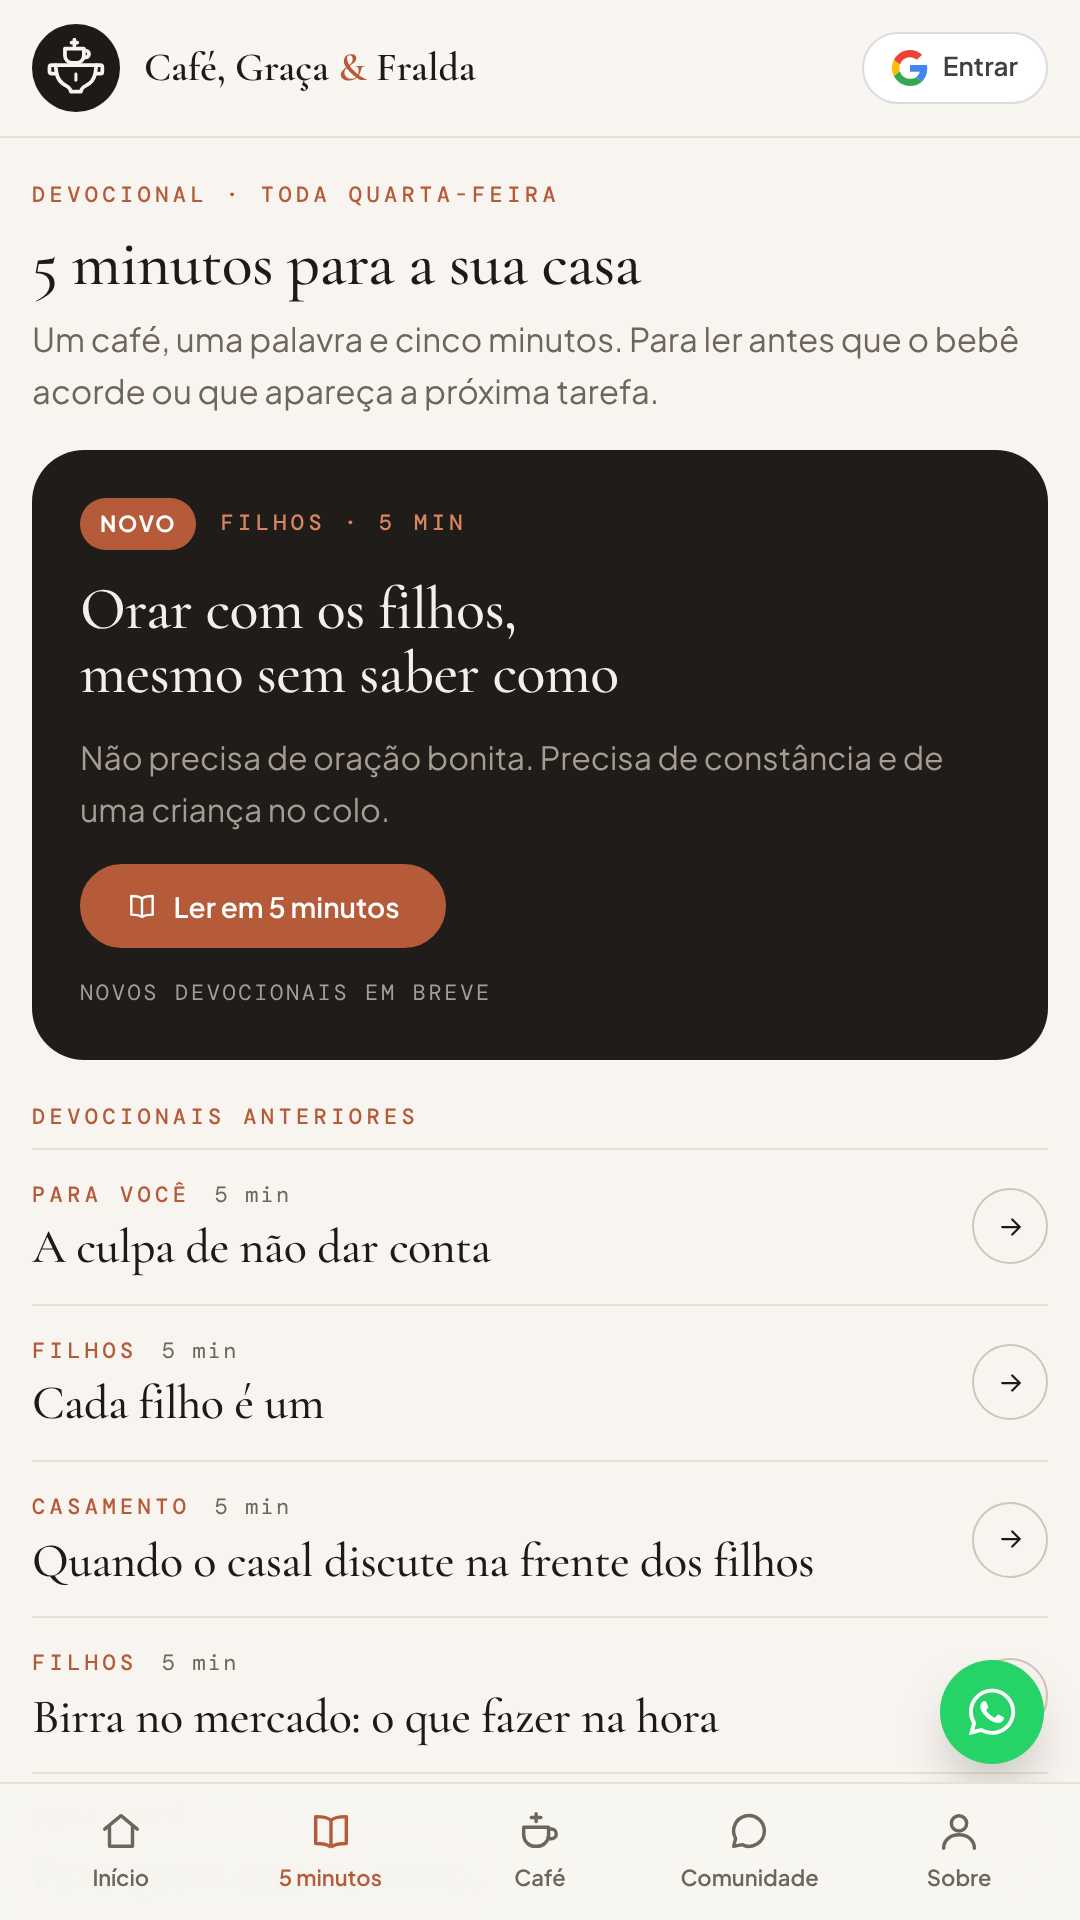 Café, Graça & Fralda
Entrar
DEVOCIONAL · TODA QUARTA-FEIRA
5 minutos para a sua casa
Um café, uma palavra e cinco minutos. Para ler antes que o bebê
acorde ou que apareça a próxima tarefa.
NOVO FILHOS · 5 MIN
Orar com os filhos,
mesmo sem saber como
Não precisa de oração bonita. Precisa de constância e de
uma criança no colo.
Ler em 5 minutos
NOVOS DEVOCIONAIS EM BREVE
DEVOCIONAIS ANTERIORES
PARA VOCÊ 5 min
A culpa de não dar conta
FILHOS 5 min
Cada filho é um
CASAMENTO 5 min
Quando o casal discute na frente dos filhos
FILHOS 5 min
Birra no mercado: o que fazer na hora
Início
5 minutos
Café
Comunidade
Sobre